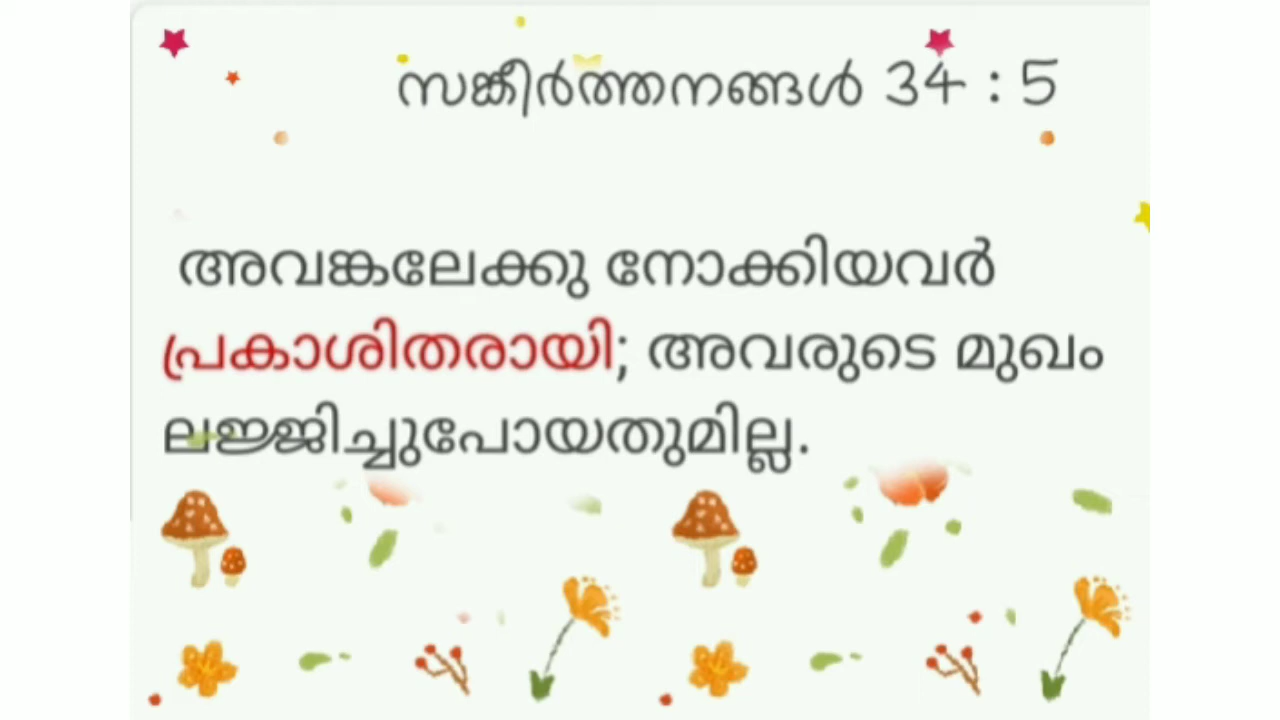 സങ്കീർത്തനങ്ങൾ 34 : 5
അവങ്കലേക്കു നോക്കിയവർ
പ്രകാശിതരായി; അവരുടെ മുഖം
ലജ്ജിച്ചുപോയതുമില്ല.